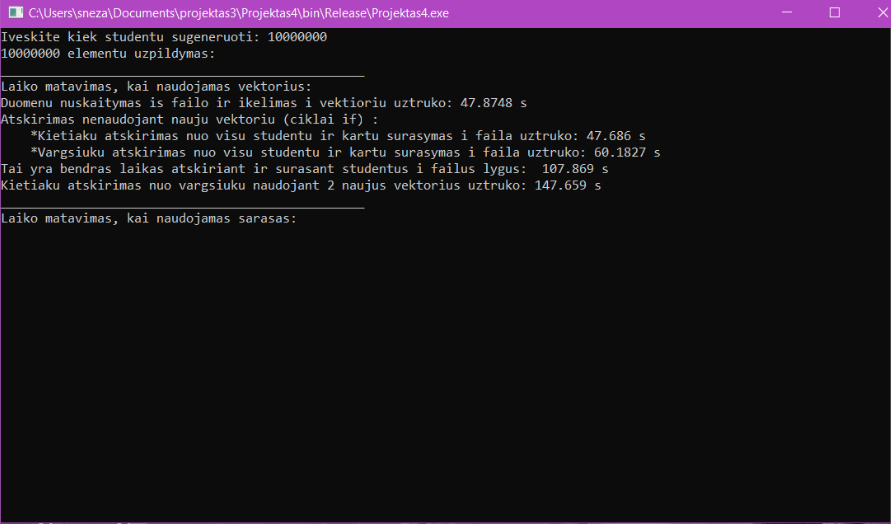 C:\Users\sneza\Documents\projektas3\Projektas4\bin\Release\Projektas4.exe
Iveskite kiek studentu sugeneruoti: 10000000
10000000 elementu uzpildymas:
Laiko matavimas, kai naudojamas vektorius:
Duomenu nuskaitymas is failo ir ikelimas i vektioriu uztruko: 47.8748 s
Atskirimas nenaudojant nauju vektoriu (ciklai if) :
*Kietiaku atskirimas nuo visu studentu ir kartu surasymas i faila uztruko: 47.686 s
*Vargsiuku atskirimas nuo visu studentu ir kartu surasymas i faila uztruko: 60.1827 s
Tai yra bendras laikas atskiriant ir surasant studentus i failus lygus:  107.869 s
Kietiaku atskirimas nuo vargsiuku naudojant 2 naujus vektorius uztruko: 147.659 s
Laiko matavimas, kai naudojamas sarasas: